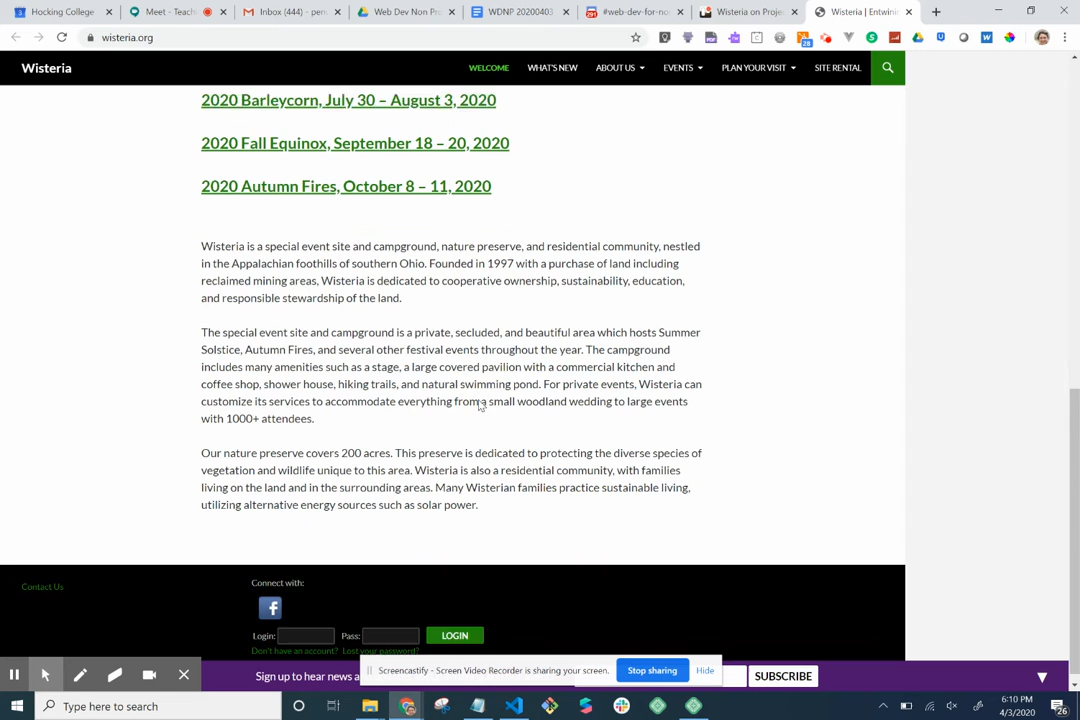 Hocking College
Meet - Teach
Inbox (444) - pen
Web Dev Non Pr
WDNP 20200403
#web-dev-for-no
Wisteria on Proje
Wisteria | Entwini
wisteria.org
28
Wisteria
WELCOME
WHAT'S NEW
ABOUT US
EVENTS
PLAN YOUR VISIT
SITE RENTAL
2020 Barleycorn, July 30 – August 3, 2020
2020 Fall Equinox, September 18 – 20, 2020
2020 Autumn Fires, October 8 – 11, 2020
Wisteria is a special event site and campground, nature preserve, and residential community, nestled
in the Appalachian foothills of southern Ohio. Founded in 1997 with a purchase of land including
reclaimed mining areas, Wisteria is dedicated to cooperative ownership, sustainability, education,
and responsible stewardship of the land.
The special event site and campground is a private, secluded, and beautiful area which hosts Summer
Solstice, Autumn Fires, and several other festival events throughout the year. The campground
includes many amenities such as a stage, a large covered pavilion with a commercial kitchen and
coffee shop, shower house, hiking trails, and natural swimming pond. For private events, Wisteria can
customize its services to accommodate everything from a small woodland wedding to large events
with 1000+ attendees.
Our nature preserve covers 200 acres. This preserve is dedicated to protecting the diverse species of
vegetation and wildlife unique to this area. Wisteria is also a residential community, with families
living on the land and in the surrounding areas. Many Wisterian families practice sustainable living,
utilizing alternative energy sources such as solar power.
Contact Us
Connect with:
Login:
Pass:
LOGIN
Don't have an account?
Lost your password?
Sign up to hear news a
SUBSCRIBE
Screencastify - Screen Video Recorder is sharing your screen.
Stop sharing
Hide
Type here to search
6:10 PM
4/3/2020
26